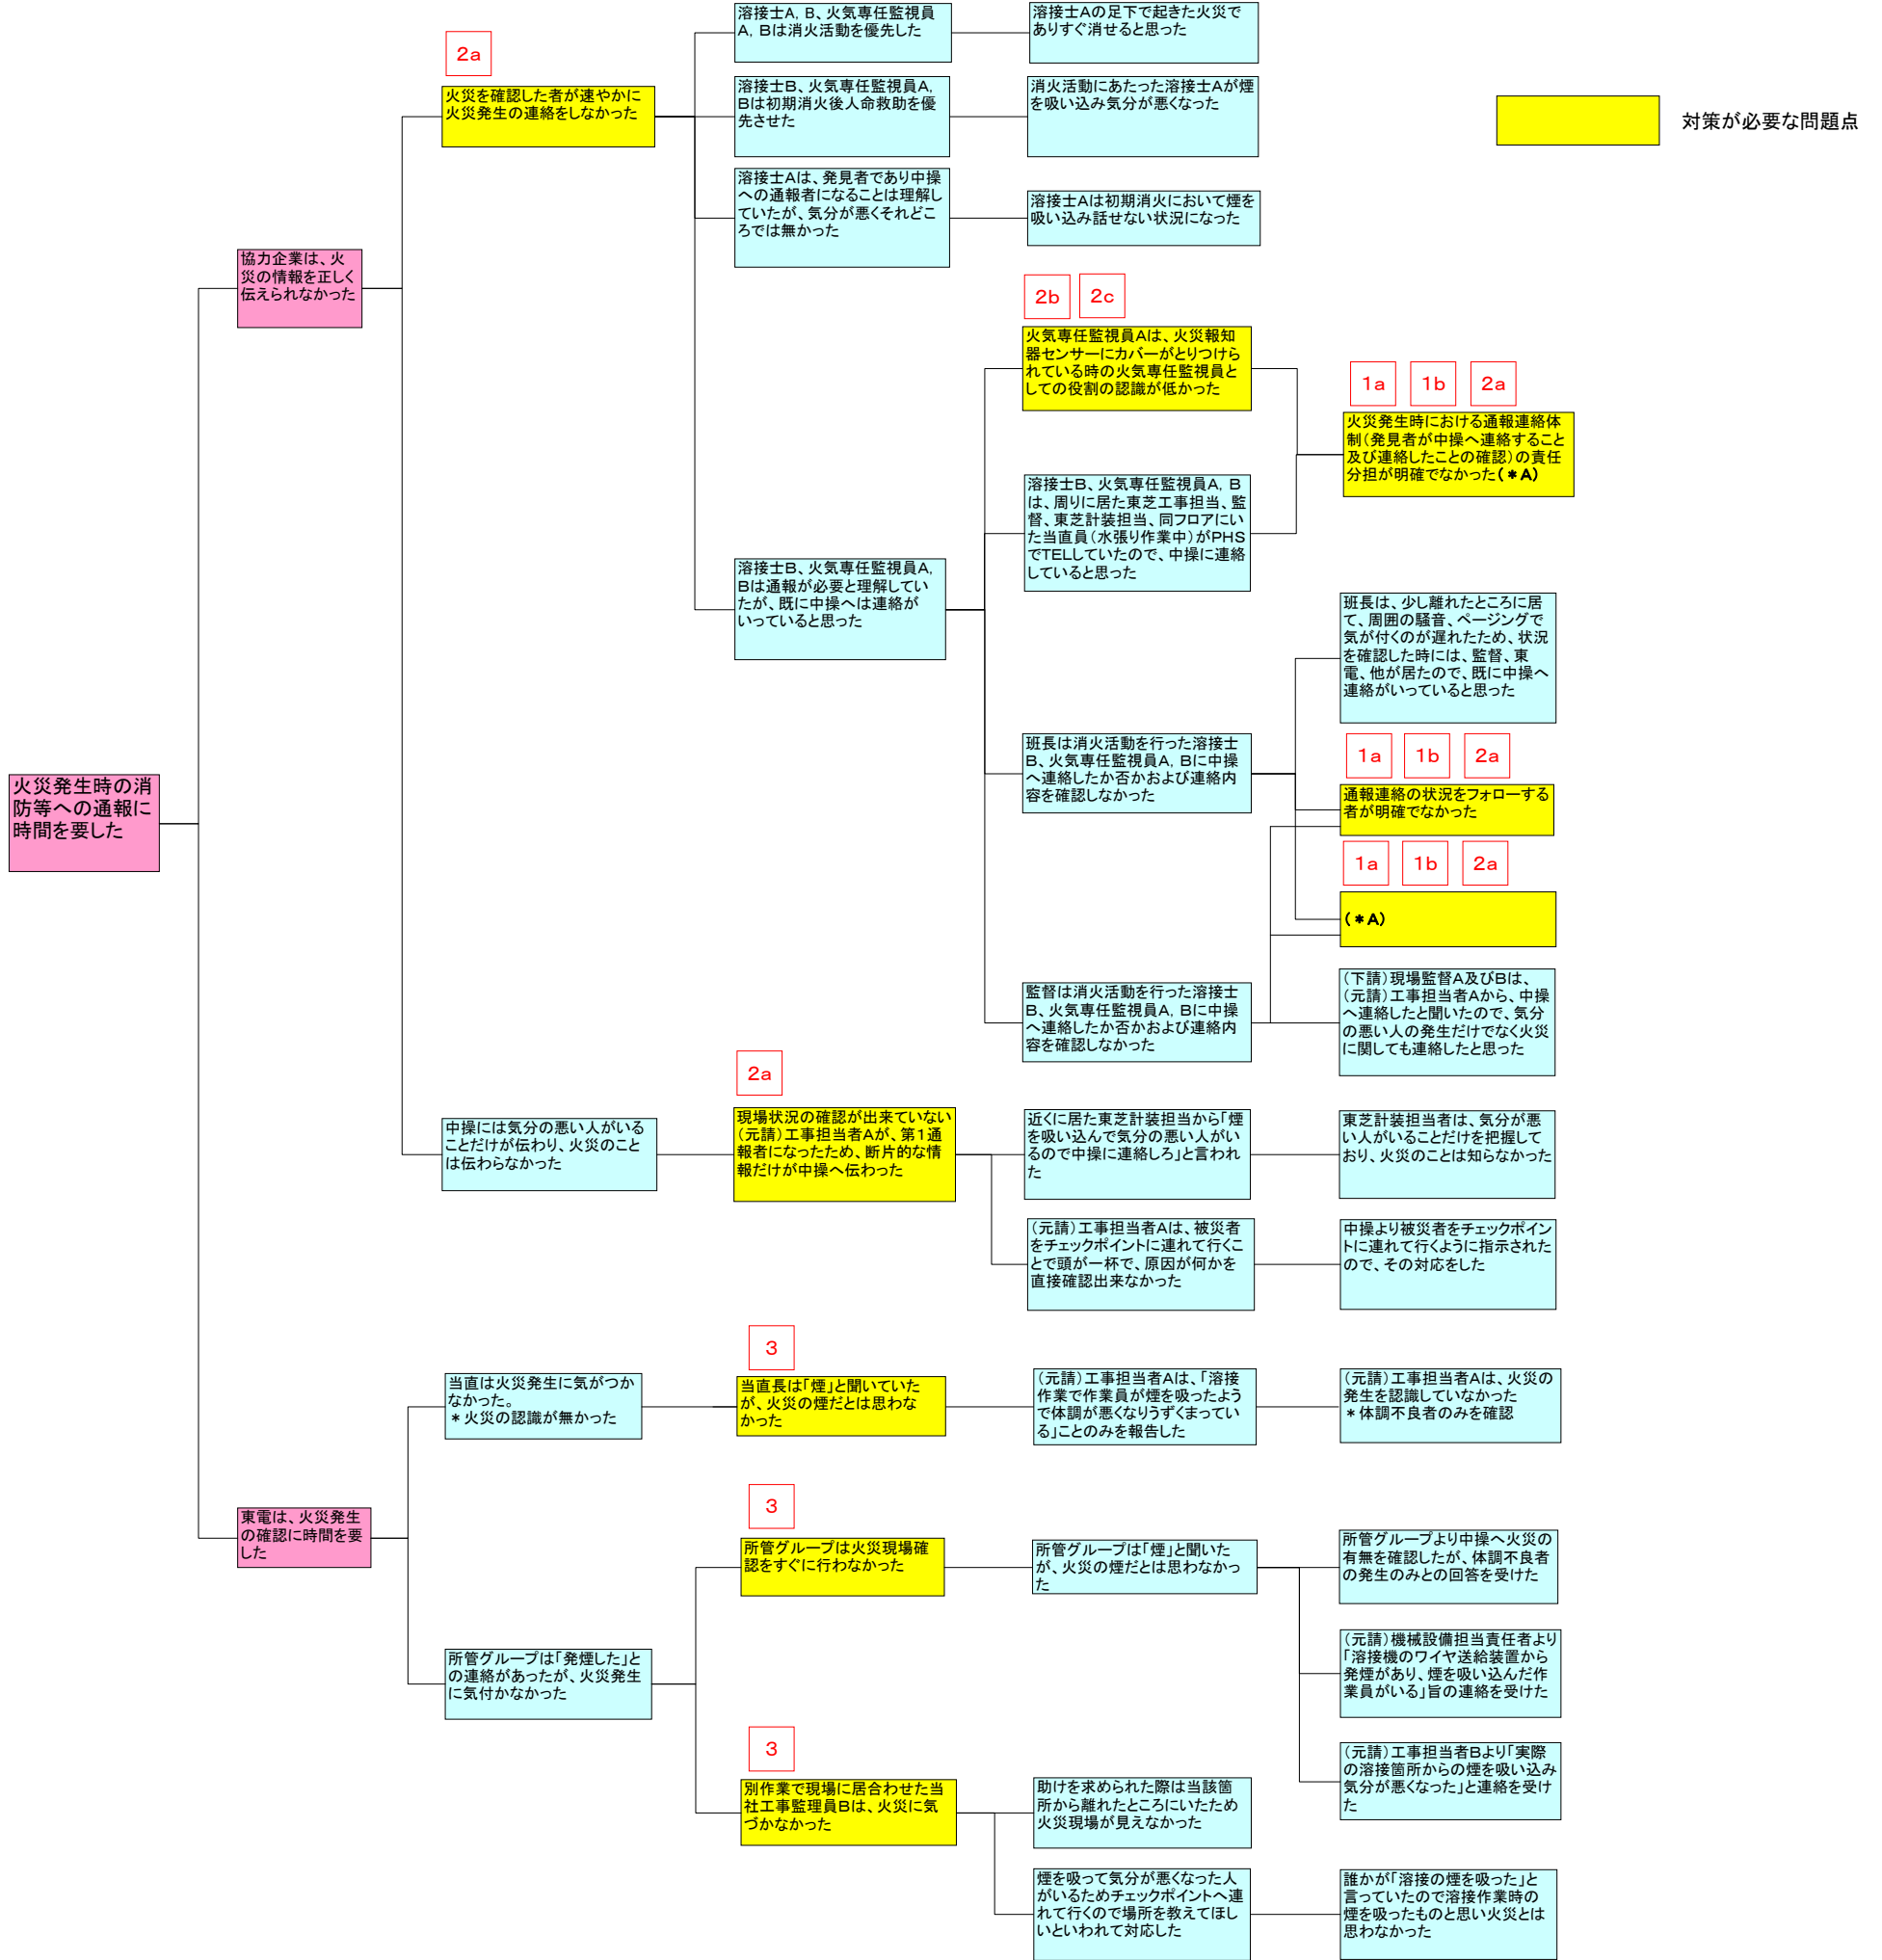 溶接士A, B、火気専任監視員
A, Bは消火活動を優先した
溶接士Aの足下で起きた火災で
ありすぐ消せると思った
2a
火災を確認した者が速やかに
火災発生の連絡をしなかった
溶接士B、火気専任監視員A,
Bは初期消火後人命救助を優
先させた
消火活動にあたった溶接士Aが煙
を吸い込み気分が悪くなった
対策が必要な問題点
溶接士Aは、発見者であり中操
への通報者になることは理解し
ていたが、気分が悪くそれどこ
ろでは無かった
溶接士Aは初期消火において煙を
吸い込み話せない状況になった
協力企業は、火
災の情報を正しく
伝えられなかった
2b 2c
火気専任監視員Aは、火災報知
器センサーにカバーがとりつけら
れている時の火気専任監視員と
しての役割の認識が低かった
1a 1b 2a
火災発生時における通報連絡体
制(発見者が中操へ連絡すること
及び連絡したことの確認)の責任
分担が明確でなかった(*A)
溶接士B、火気専任監視員A, B
は、周りに居た東芝工事担当、監
督、東芝計装担当、同フロアにい
た当直員(水張り作業中)がPHS
でTELしていたので、中操に連絡
していると思った
溶接士B、火気専任監視員A,
Bは通報が必要と理解してい
たが、既に中操へは連絡が
いっていると思った
班長は、少し離れたところに居
て、周囲の騒音、ページングで
気が付くのが遅れたため、状況
を確認した時には、監督、東
電、他が居たので、既に中操へ
連絡がいっていると思った
班長は消火活動を行った溶接士
B、火気専任監視員A, Bに中操
へ連絡したか否かおよび連絡内
容を確認しなかった
1a 1b 2a
通報連絡の状況をフォローする
者が明確でなかった
火災発生時の消
防等への通報に
時間を要した
1a 1b 2a
(*A)
監督は消火活動を行った溶接士
B、火気専任監視員A, Bに中操
へ連絡したか否かおよび連絡内
容を確認しなかった
(下請)現場監督A及びBは、
(元請)工事担当者Aから、中操
へ連絡したと聞いたので、気分
の悪い人の発生だけでなく火災
に関しても連絡したと思った
2a
中操には気分の悪い人がいる
ことだけが伝わり、火災のこと
は伝わらなかった
現場状況の確認が出来ていない
(元請)工事担当者Aが、第1通
報者になったため、断片的な情
報だけが中操へ伝わった
近くに居た東芝計装担当から「煙
を吸い込んで気分の悪い人がい
るので中操に連絡しろ」と言われ
た
東芝計装担当者は、気分が悪
い人がいることだけを把握して
おり、火災のことは知らなかった
(元請)工事担当者Aは、被災者
をチェックポイントに連れて行くこ
とで頭が一杯で、原因が何かを
直接確認出来なかった
中操より被災者をチェックポイン
トに連れて行くように指示された
ので、その対応をした
3
当直は火災発生に気がつか
なかった。
*火災の認識が無かった
当直長は「煙」と聞いていた
が、火災の煙だとは思わな
かった
(元請)工事担当者Aは、「溶接
作業で作業員が煙を吸ったよう
で体調が悪くなりうずくまってい
る」ことのみを報告した
(元請)工事担当者Aは、火災の
発生を認識していなかった
*体調不良者のみを確認
3
東電は、火災発生
の確認に時間を要
した
所管グループは火災現場確
認をすぐに行わなかった
所管グループは「煙」と聞いた
が、火災の煙だとは思わなかっ
た
所管グループより中操へ火災の
有無を確認したが、体調不良者
の発生のみとの回答を受けた
所管グループは「発煙した」と
の連絡があったが、火災発生
に気付かなかった
(元請)機械設備担当責任者より
「溶接機のワイヤ送給装置から
発煙があり、煙を吸い込んだ作
業員がいる」旨の連絡を受けた
3
別作業で現場に居合わせた当
社工事監理員Bは、火災に気
づかなかった
助けを求められた際は当該箇
所から離れたところにいたため
火災現場が見えなかった
(元請)工事担当者Bより「実際
の溶接箇所からの煙を吸い込み
気分が悪くなった」と連絡を受け
た
煙を吸って気分が悪くなった人
がいるためチェックポイントへ連
れて行くので場所を教えてほし
いといわれて対応した
誰かが「溶接の煙を吸った」と
言っていたので溶接作業時の
煙を吸ったものと思い火災とは
思わなかった